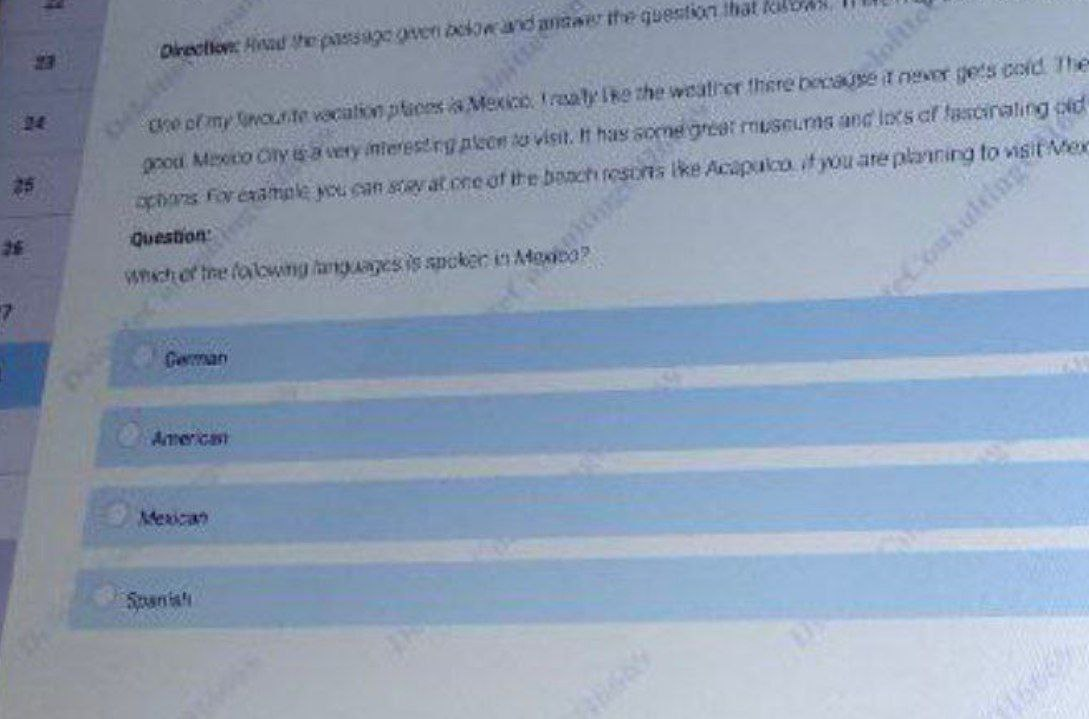 22
Direction: Read the passage given below and answer the question that follows.
23
One of my favourite vacation places is Mexico. I really like the weather there because it never gets cold. The
24
good. Mexico City is a very interesting place to visit. It has some great museums and lots of fascinating old
25
options. For example, you can stay at one of the beach resorts like Acapulco. If you are planning to visit Mex
Question:
26
Which of the following languages is spoken in Mexico?
7
German
American
Mexican
Spanish